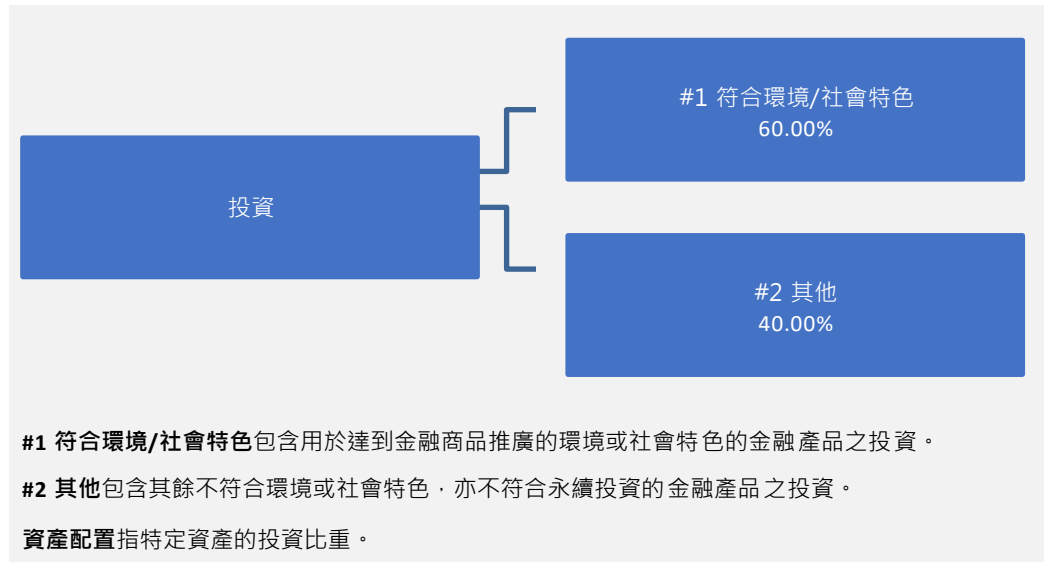 #1 符合環境/社會特色
60.00%
投資
#2 其他
40.00%
#1 符合環境/社會特色包含用於達到金融商品推廣的環境或社會特色的金融產品之投資。
#2 其他包含其餘不符合環境或社會特色，亦不符合永續投資的金融產品之投資。
資產配置指特定資產的投資比重。